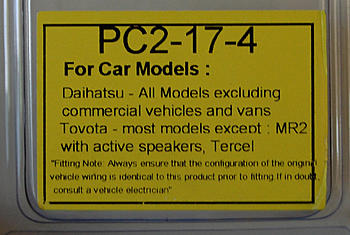 PC2-17-4
For Car Models :
Daihatsu - All Models excluding
commercial vehicles and vans
Toyota - most models except : MR2
with active speakers, Tercel
"Fitting Note: Always ensure that the configuration of the original
vehicle wiring is identical to this product prior to fitting.If in doubt,
consult a vehicle electrician"